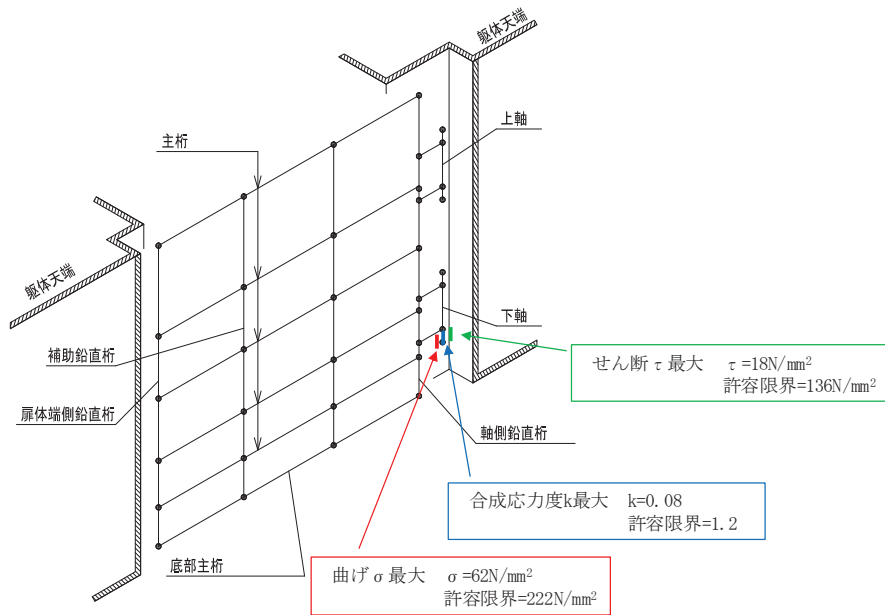 躯体天端
上軸
主桁
躯体天端
下軸
補助鉛直桁
せん断τ最大 τ=18N/mm²
許容限界=136N/mm²
扉体端側鉛直桁
軸側鉛直桁
合成応力度k最大 k=0.08
許容限界=1.2
底部主桁
曲げσ最大 σ=62N/mm²
許容限界=222N/mm²